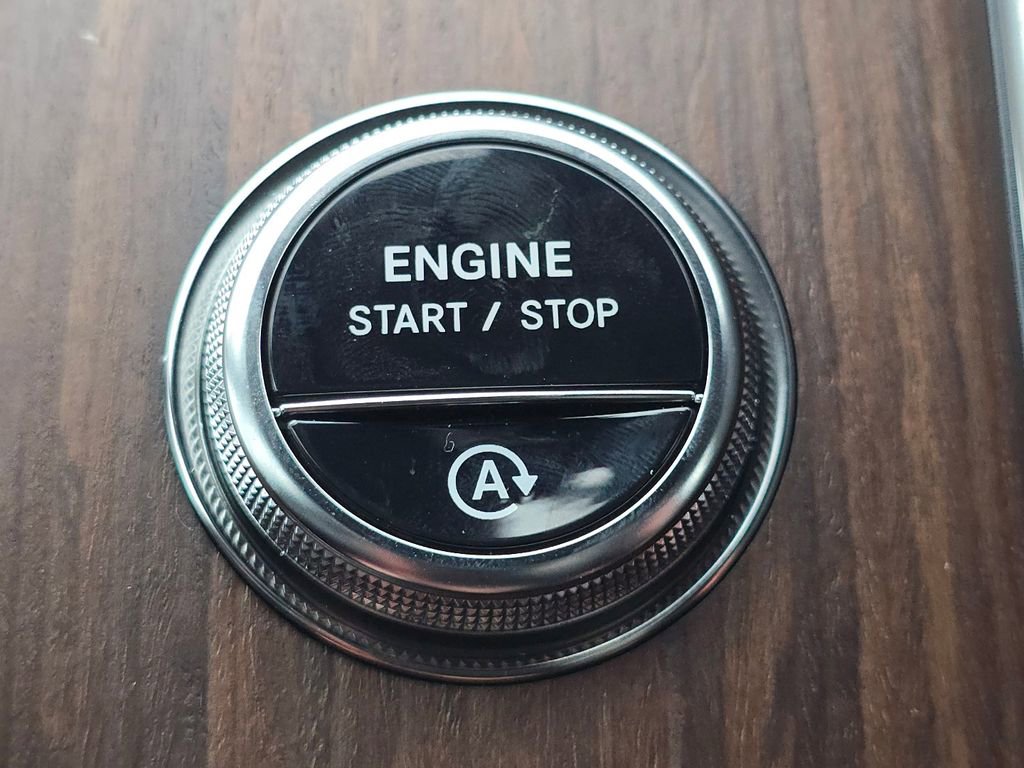 ENGINE
START / STOP
A